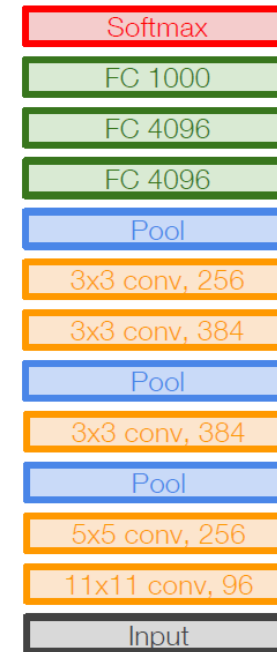 Softmax
FC 1000
FC 4096
FC 4096
Pool
3x3 conv, 256
3x3 conv, 384
Pool
3x3 conv, 384
Pool
5x5 conv, 256
11x11 conv, 96
Input